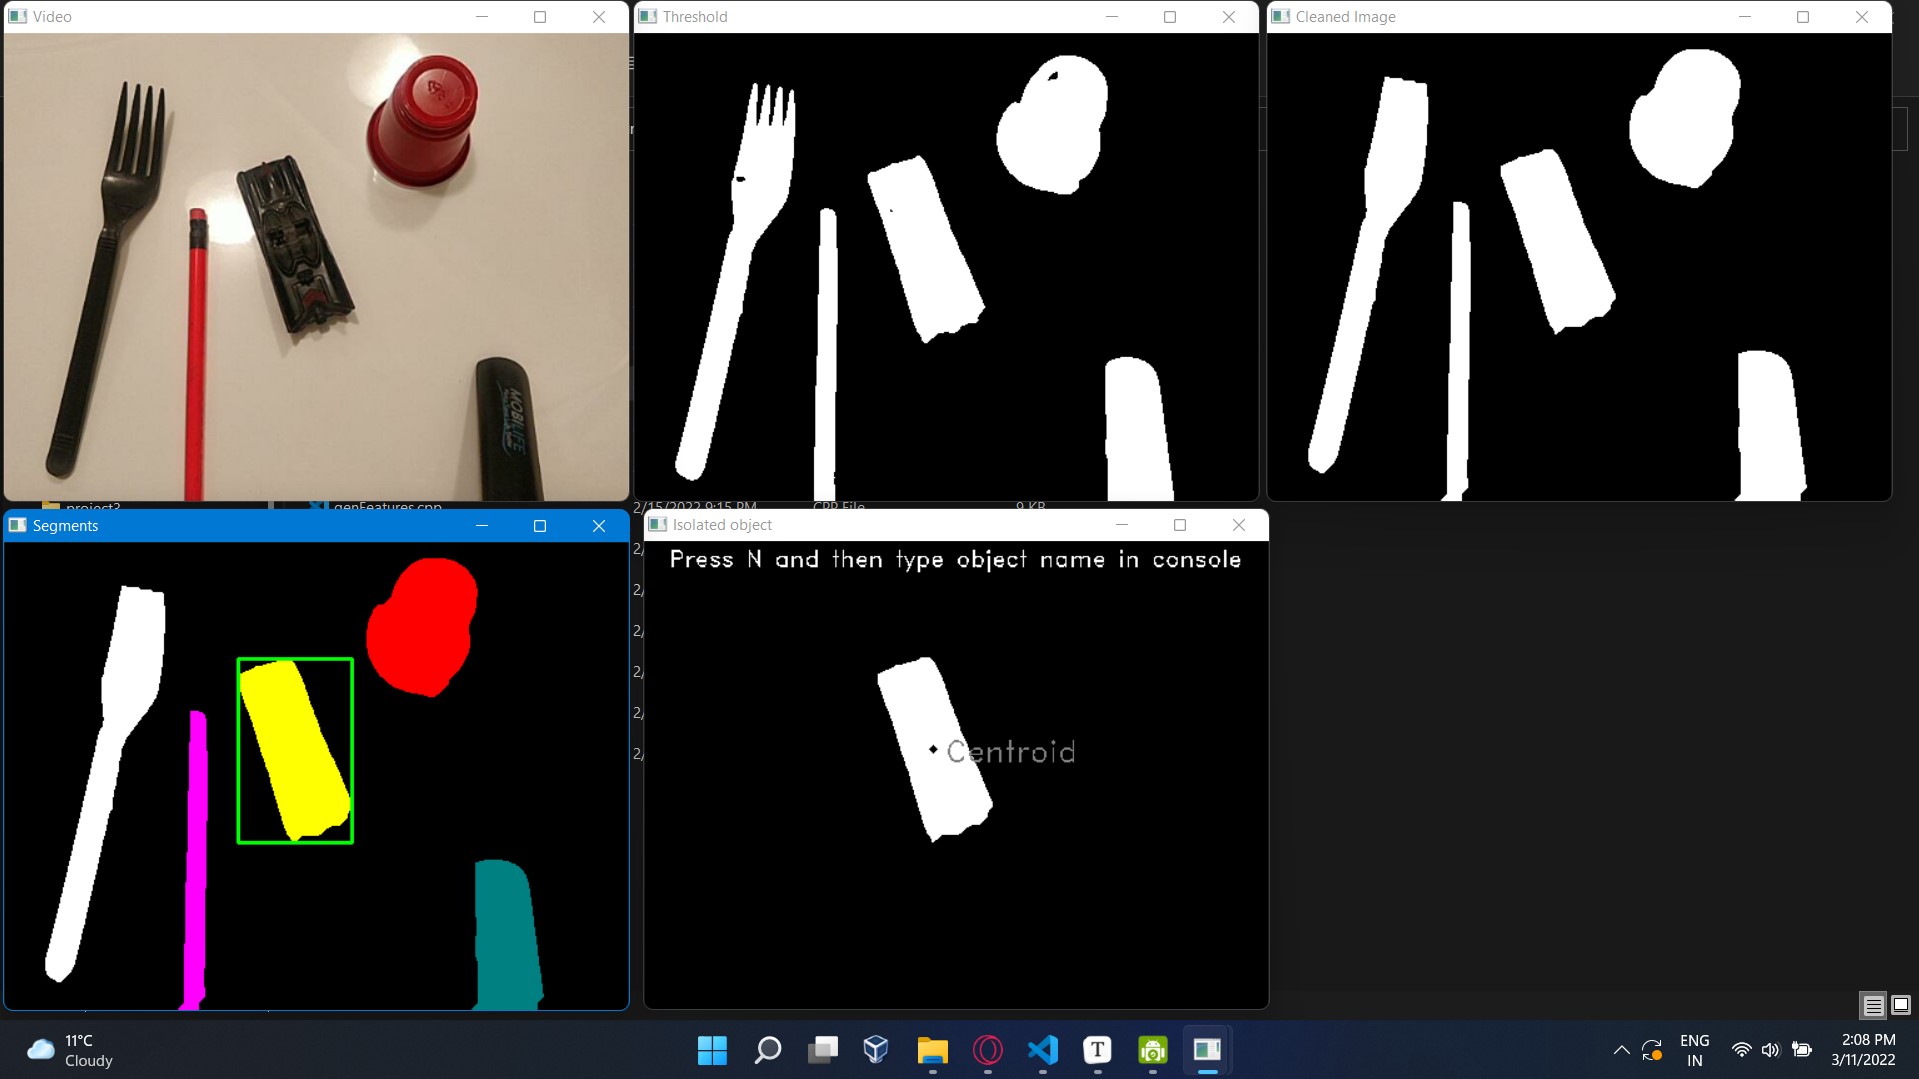 Video
Threshold
Cleaned Image
MOBILIFE
project3
genFeatures.cpp
2/15/2022 9:15 PM
CPP File
9 KB
Segments
Isolated object
2/
Press N and then type object name in console
2/
2/
2/
2/
Centroid
2/
11°C
Cloudy
T
ENG
IN
2:08 PM
3/11/2022